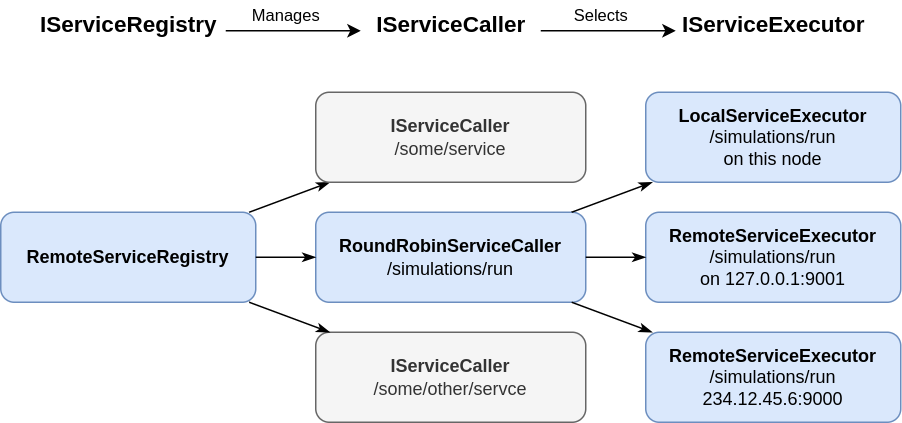 IServiceRegistry
Manages
IServiceCaller
Selects
IServiceExecutor
IServiceCaller
/some/service
LocalServiceExecutor
/simulations/run
on this node
RemoteServiceRegistry
RoundRobinServiceCaller
/simulations/run
RemoteServiceExecutor
/simulations/run
on 127.0.0.1:9001
IServiceCaller
/some/other/servce
RemoteServiceExecutor
/simulations/run
234.12.45.6:9000